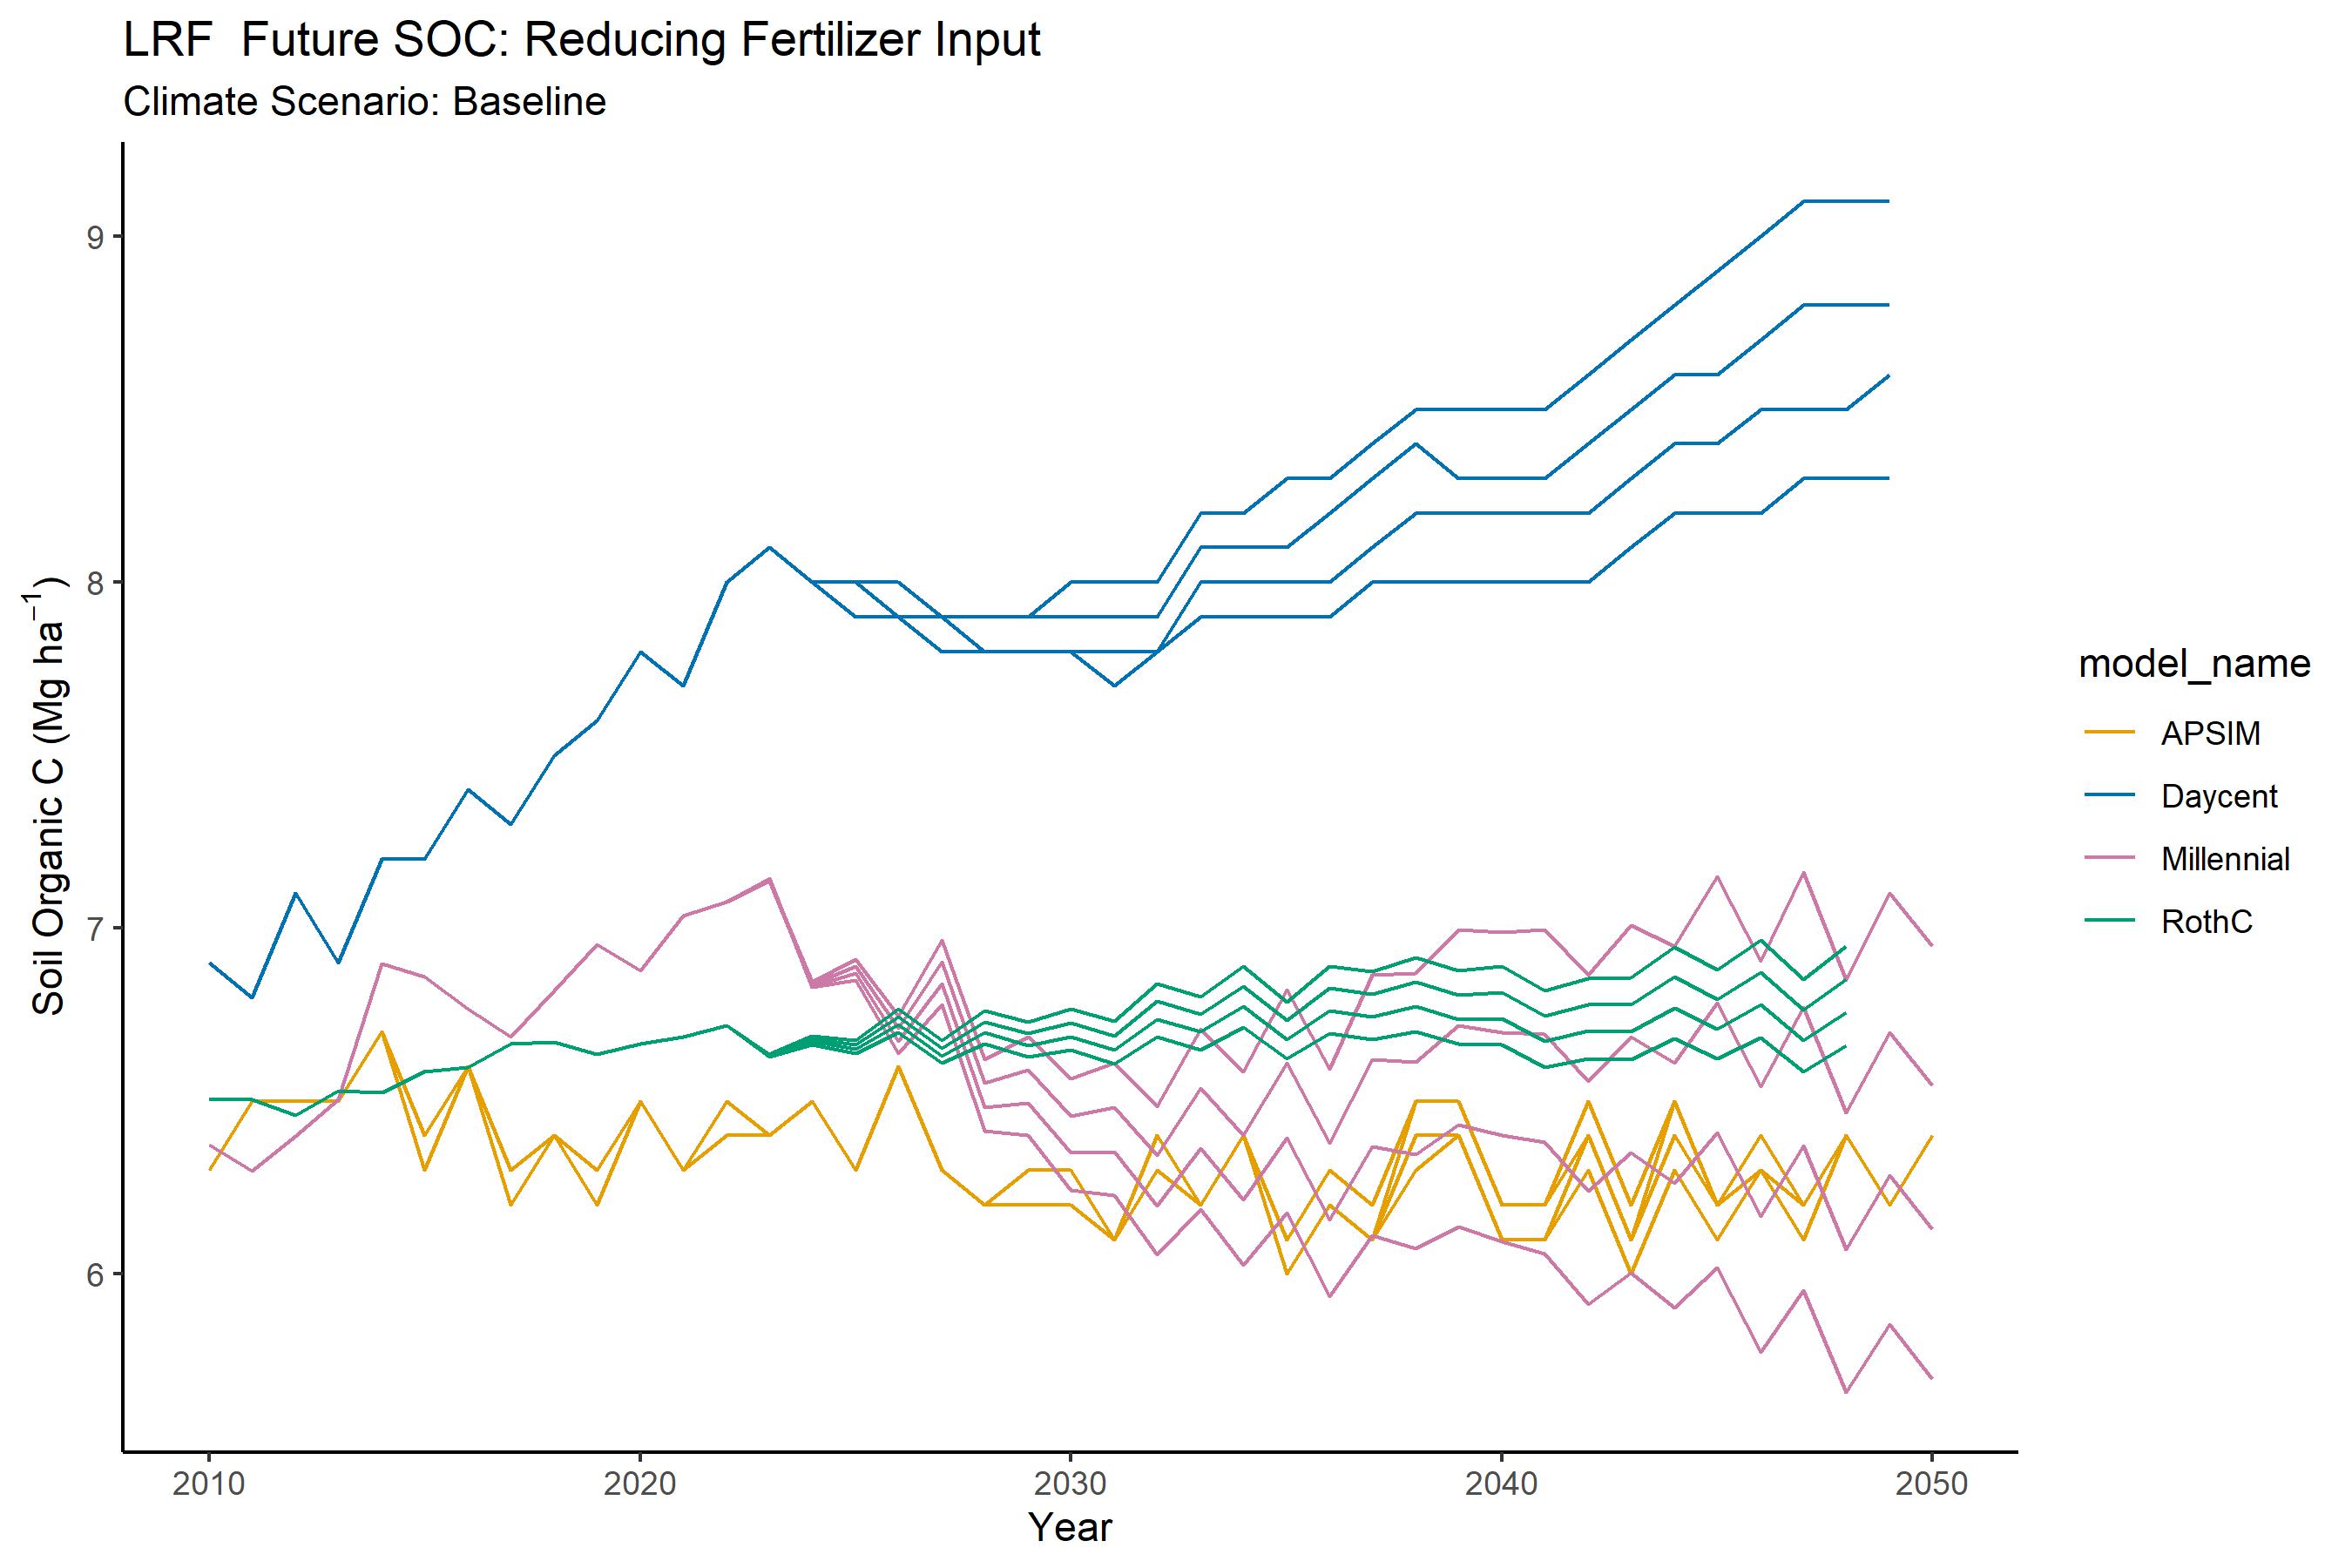 LRF  Future SOC: Reducing Fertilizer Input
Climate Scenario: Baseline
Soil Organic C (Mg ha⁻¹)
9
8
7
6
2010
2020
2030
2040
2050
Year
model_name
APSIM
Daycent
Millennial
RothC